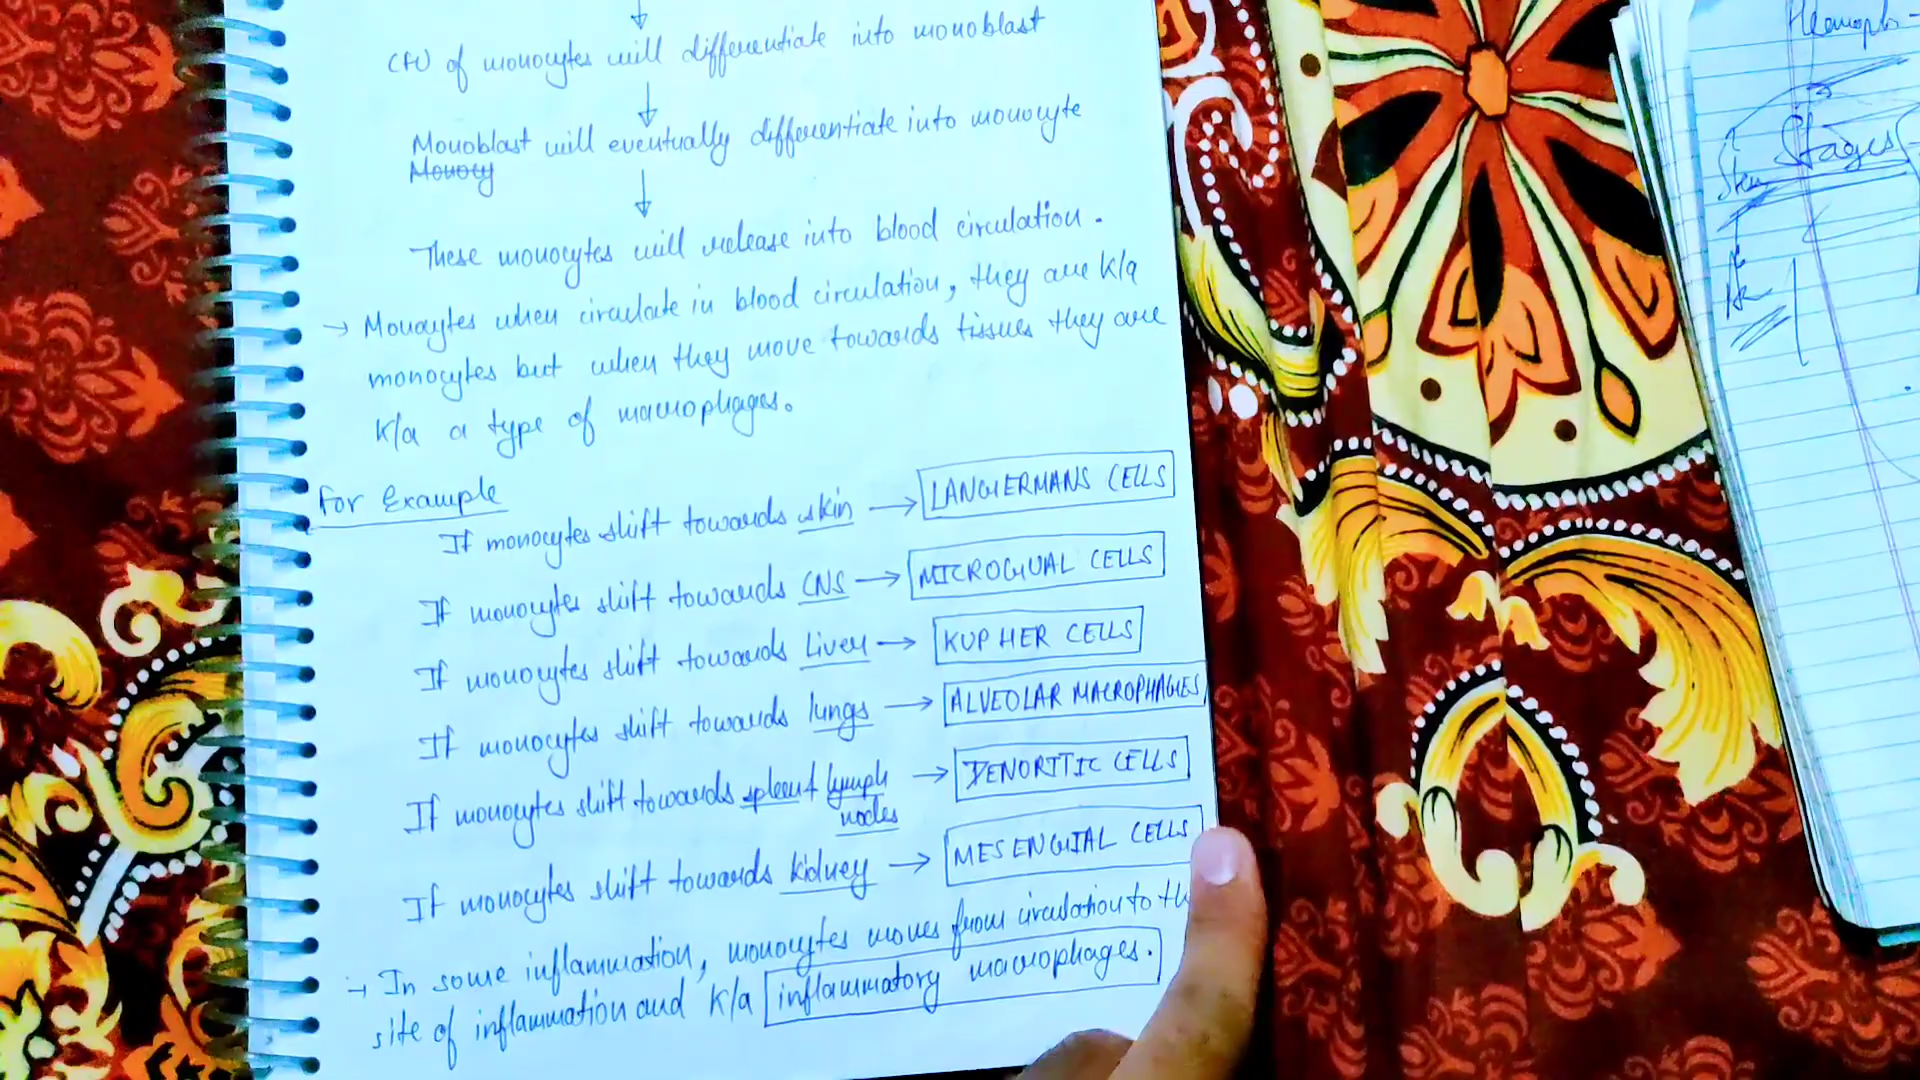 CFU of monocytes will differentiate into monoblast
Monoblast will eventually differentiate into monocyte
Monocy
These monocytes will release into blood circulation.
→ Monocytes when circulate in blood circulation, they are K/a
monocytes but when they move towards tissues they are
K/a a type of macrophages.
For Example
If monocytes shift towards skin → LANGERMANS CELLS
If monocytes shift towards CNS → MICROGLIAL CELLS
If monocytes shift towards Liver → KUPHER CELLS
If monocytes shift towards lungs → ALVEOLAR MACROPHAGES
If monocytes shift towards spleen & lymph nodes → DENDRITIC CELLS
If monocytes shift towards kidney → MESENGIAL CELLS
→ In some inflammation, monocytes moves from circulation to th
site of inflammation and K/a inflammatory macrophages.
Stages